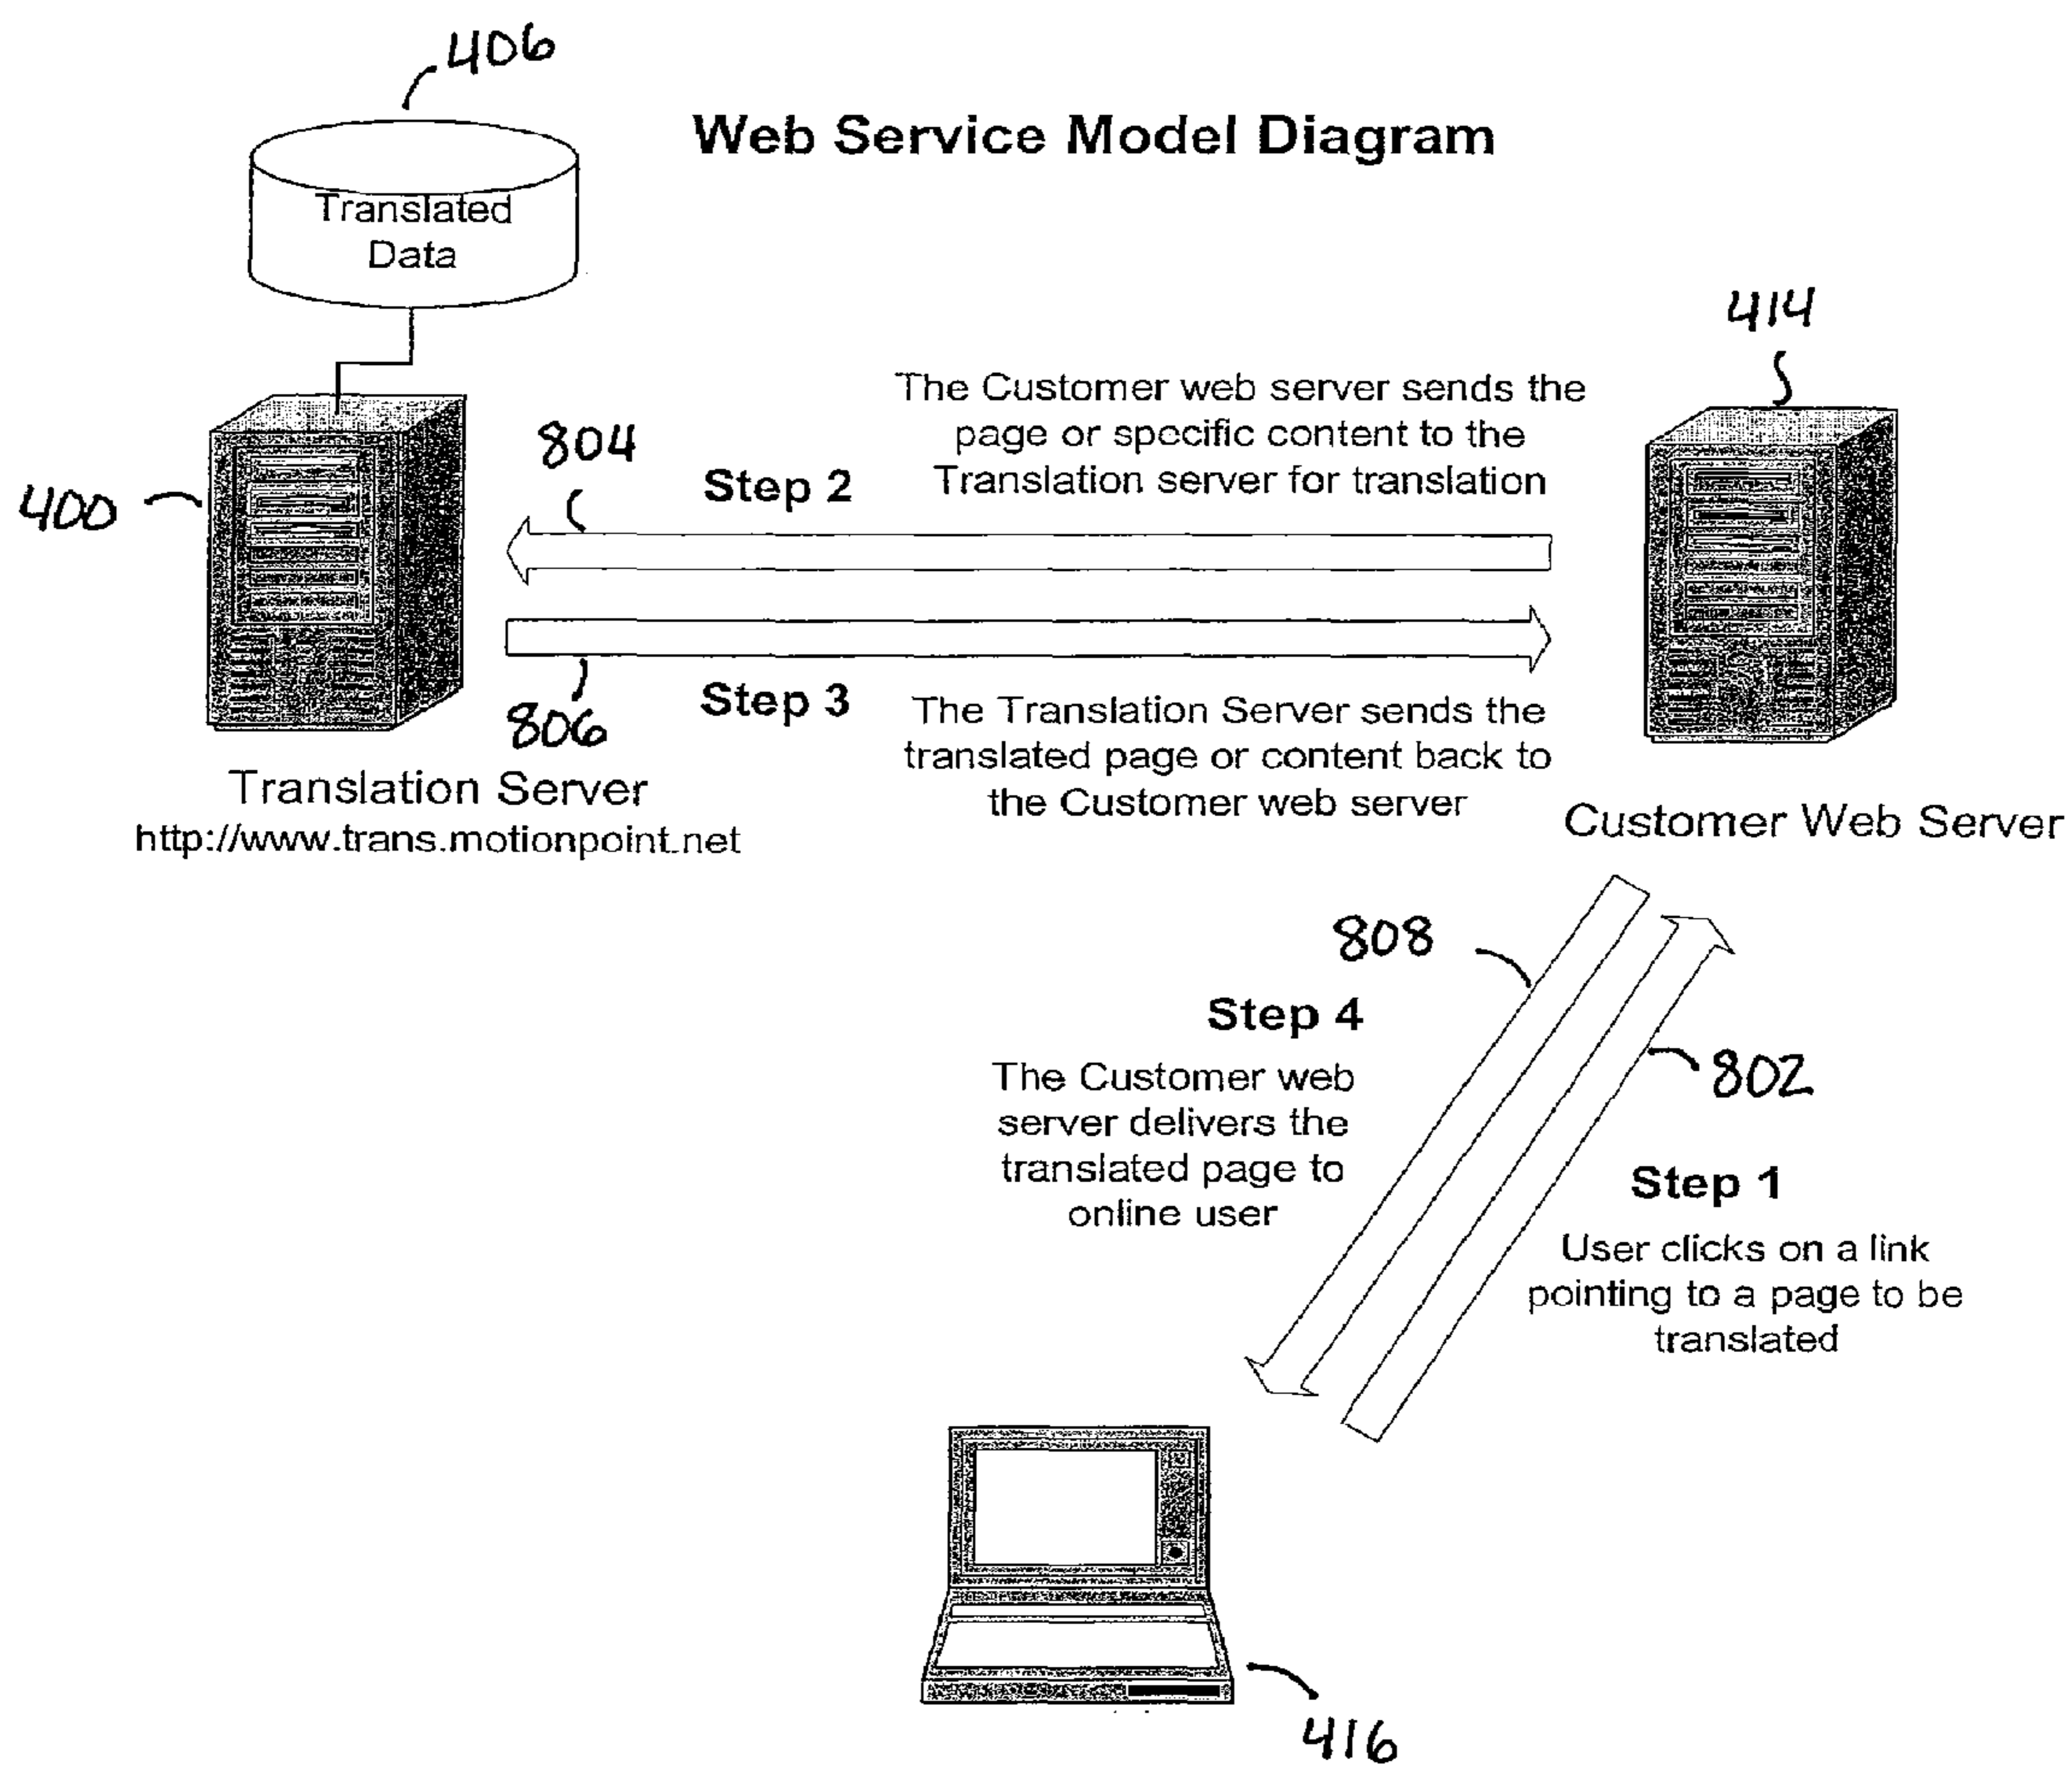 406
Web Service Model Diagram
Translated
Data
414
The Customer web server sends the
page or specific content to the
Translation server for translation
804
Step 2
400
806
Step 3
The Translation Server sends the
translated page or content back to
the Customer web server
Translation Server
http://www.trans.motionpoint.net
Customer Web Server
808
Step 4
The Customer web
server delivers the
translated page to
online user
802
Step 1
User clicks on a link
pointing to a page to be
translated
416